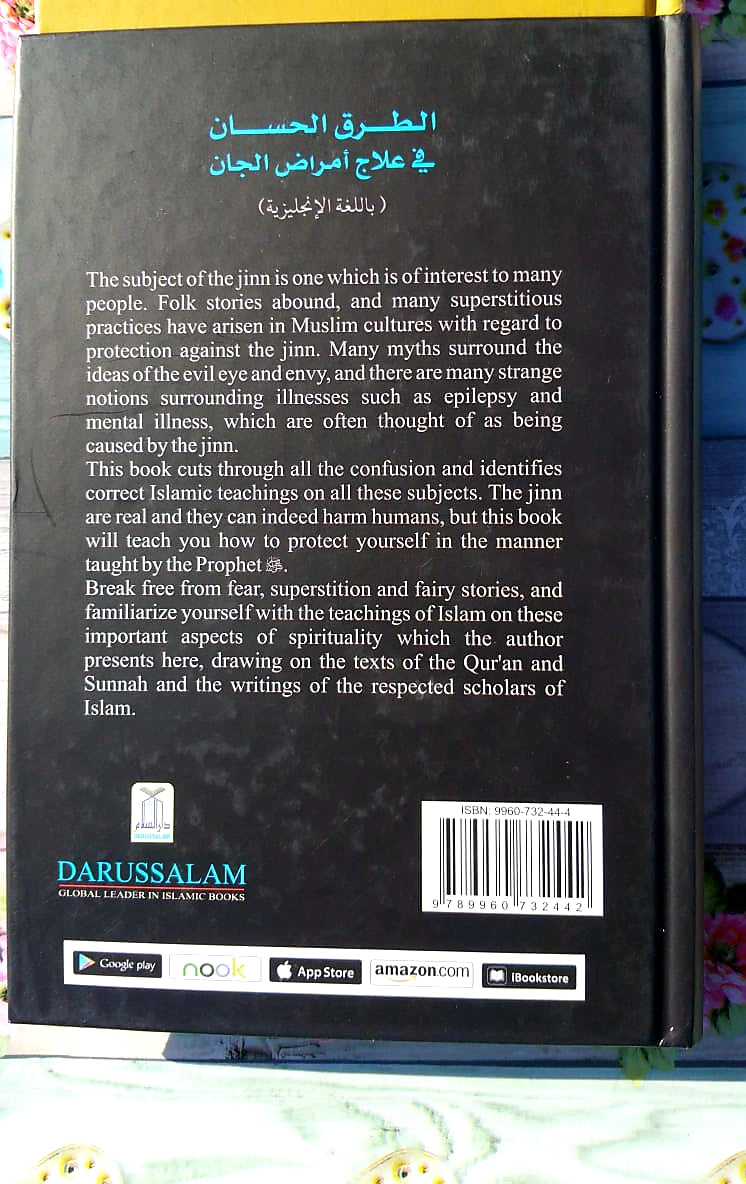 الطرق الحسان
في علاج أمراض الجان
(باللغة الإنجليزية)
The subject of the jinn is one which is of interest to many
people. Folk stories abound, and many superstitious
practices have arisen in Muslim cultures with regard to
protection against the jinn. Many myths surround the
ideas of the evil eye and envy, and there are many strange
notions surrounding illnesses such as epilepsy and
mental illness, which are often thought of as being
caused by the jinn.
This book cuts through all the confusion and identifies
correct Islamic teachings on all these subjects. The jinn
are real and they can indeed harm humans, but this book
will teach you how to protect yourself in the manner
taught by the Prophet ﷺ.
Break free from fear, superstition and fairy stories, and
familiarize yourself with the teachings of Islam on these
important aspects of spirituality which the author
presents here, drawing on the texts of the Qur'an and
Sunnah and the writings of the respected scholars of
Islam.
دارالسلام
DARUSSALAM
DARUSSALAM
GLOBAL LEADER IN ISLAMIC BOOKS
ISBN: 9960-732-44-4
9 789960 732442
Google play
nook
App Store
amazon.com
iBookstore